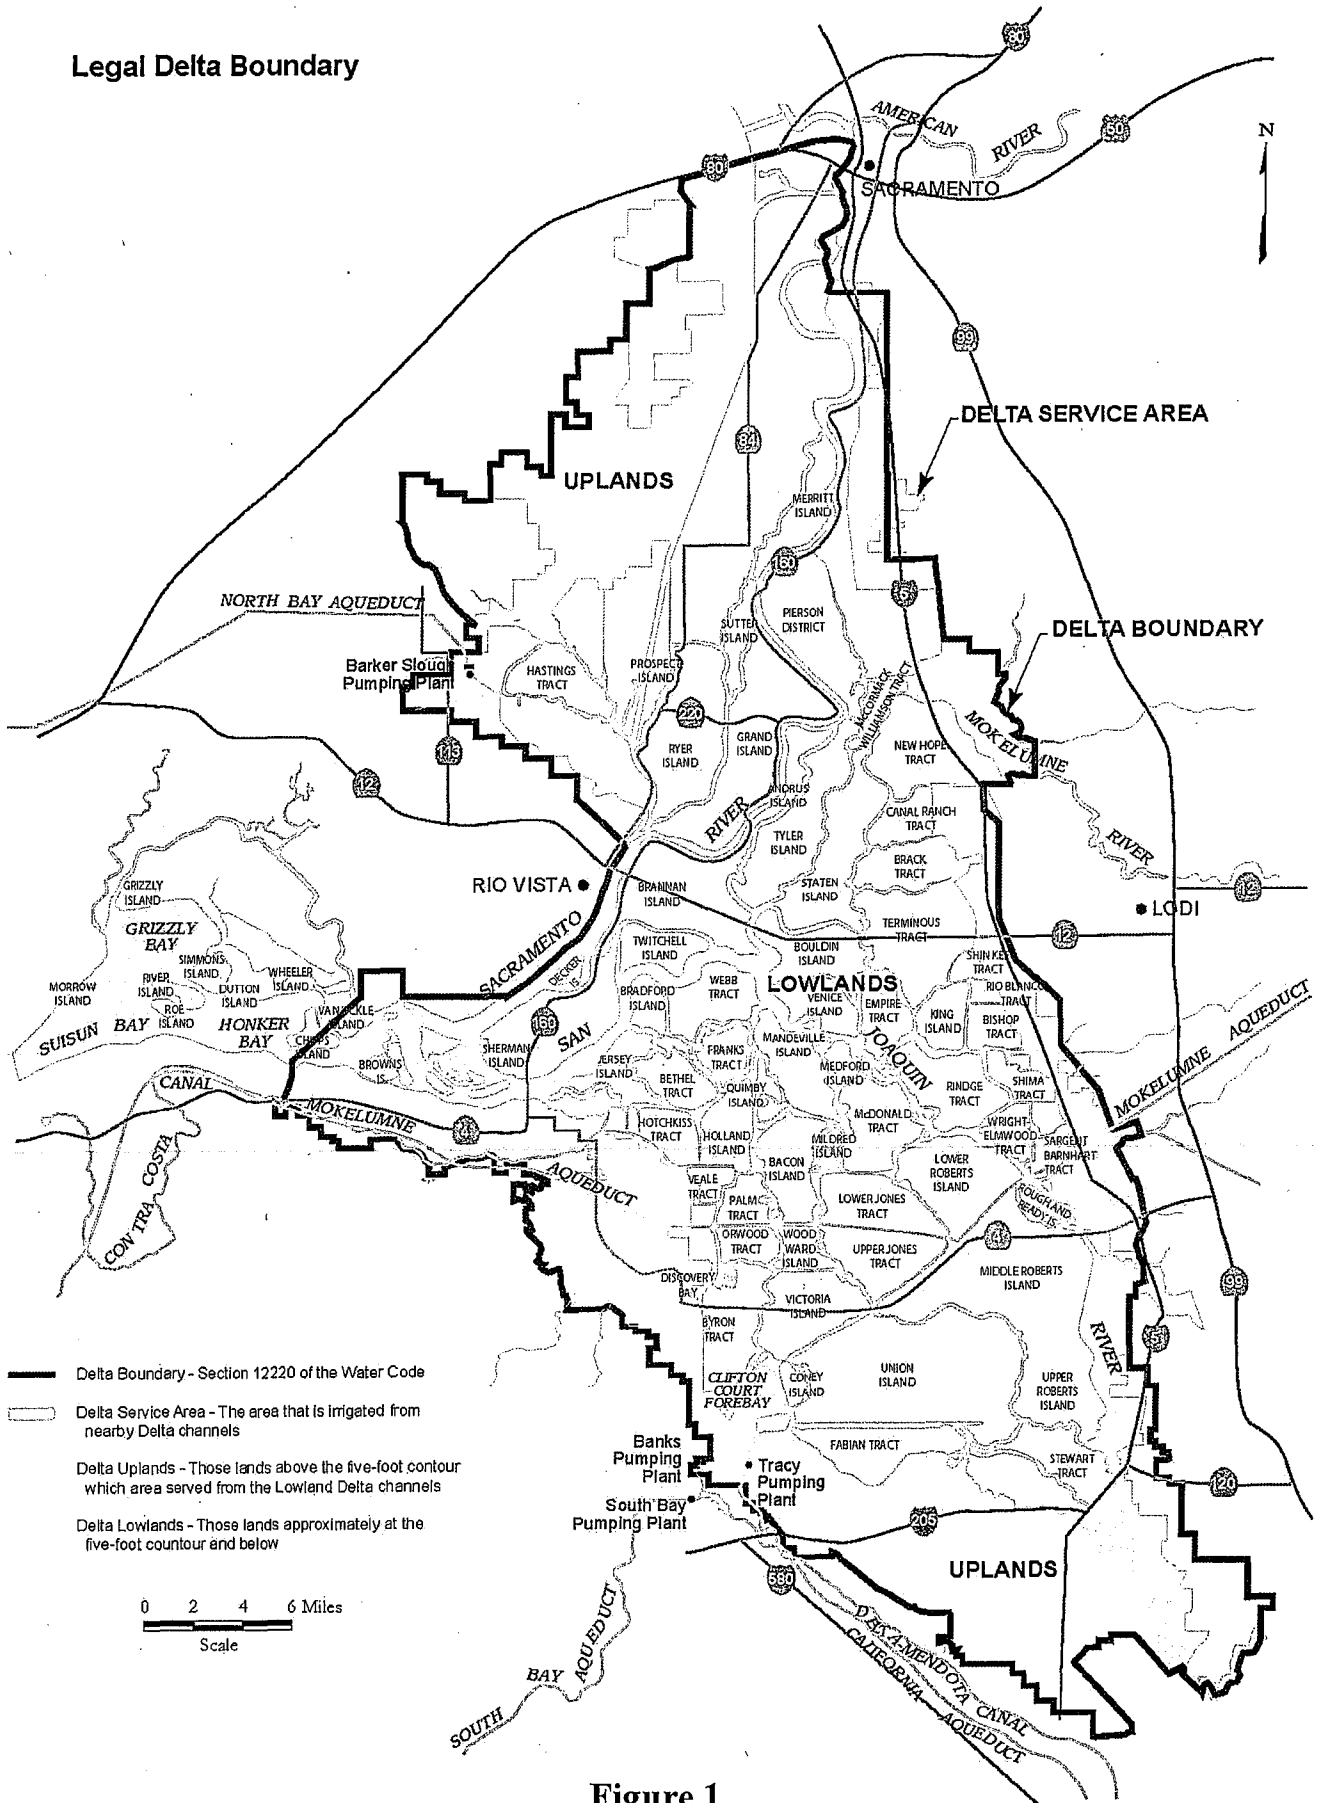 Legal Delta Boundary
80
AMERICAN
RIVER
50
N
80
SACRAMENTO
99
DELTA SERVICE AREA
84
UPLANDS
MERRITT
ISLAND
160
NORTH BAY AQUEDUCT
PIERSON
DISTRICT
SUTTER
ISLAND
DELTA BOUNDARY
Barker Slough
Pumping Plant
HASTINGS
TRACT
PROSPECT
ISLAND
McCORMACK
WILLIAMSON TRACT
220
MOKELUMNE
RIVER
GRAND
ISLAND
RYER
ISLAND
NEW HOPE
TRACT
113
12
ANDRUS
ISLAND
RIVER
CANAL RANCH
TRACT
TYLER
ISLAND
BRACK
TRACT
RIO VISTA
BRANNAN
ISLAND
STATEN
ISLAND
12
LODI
GRIZZLY
ISLAND
GRIZZLY
BAY
SACRAMENTO
TERMINOUS
TRACT
12
TWITCHELL
ISLAND
BOULDIN
ISLAND
SIMMONS
ISLAND
WHEELER
ISLAND
DECKER
IS.
SHIN KEE
TRACT
MORROW
ISLAND
RIVER
ISLAND
DUTTON
ISLAND
BRADFORD
ISLAND
WEBB
TRACT
LOWLANDS
VENICE
ISLAND
EMPIRE
TRACT
RIO BLANCO
TRACT
ROE
ISLAND
VAN SICKLE
ISLAND
KING
ISLAND
BISHOP
TRACT
SUISUN BAY
HONKER
BAY
CHIPPS
ISLAND
160
SAN
JOAQUIN
MANDEVILLE
ISLAND
BROWNS
IS.
SHERMAN
ISLAND
JERSEY
ISLAND
FRANKS
TRACT
MEDFORD
ISLAND
MOKELUMNE AQUEDUCT
CANAL
BETHEL
TRACT
QUIMBY
ISLAND
RINDGE
TRACT
SHIMA
TRACT
MOKELUMNE
4
HOTCHKISS
TRACT
HOLLAND
ISLAND
McDONALD
TRACT
MILDRED
ISLAND
WRIGHT-
ELMWOOD
TRACT
SARGENT
BARNHART
TRACT
CONTRA COSTA
AQUEDUCT
VEALE
TRACT
BACON
ISLAND
LOWER
ROBERTS
ISLAND
PALM
TRACT
LOWER JONES
TRACT
ROUGH AND
READY IS.
ORWOOD
TRACT
WOOD
WARD
ISLAND
UPPER JONES
TRACT
4
MIDDLE ROBERTS
ISLAND
DISCOVERY
BAY
VICTORIA
ISLAND
99
BYRON
TRACT
RIVER
5
Delta Boundary - Section 12220 of the Water Code
CLIFTON
COURT
FOREBAY
CONEY
ISLAND
UNION
ISLAND
UPPER
ROBERTS
ISLAND
Delta Service Area - The area that is irrigated from
nearby Delta channels
Banks
Pumping
Plant
FABIAN TRACT
STEWART
TRACT
Delta Uplands - Those lands above the five-foot contour
which area served from the Lowland Delta channels
Tracy
Pumping
Plant
120
South Bay
Pumping Plant
Delta Lowlands - Those lands approximately at the
five-foot countour and below
205
UPLANDS
580
0 2 4 6 Miles
Scale
DELTA-MENDOTA CANAL
CALIFORNIA AQUEDUCT
SOUTH BAY AQUEDUCT
Figure 1